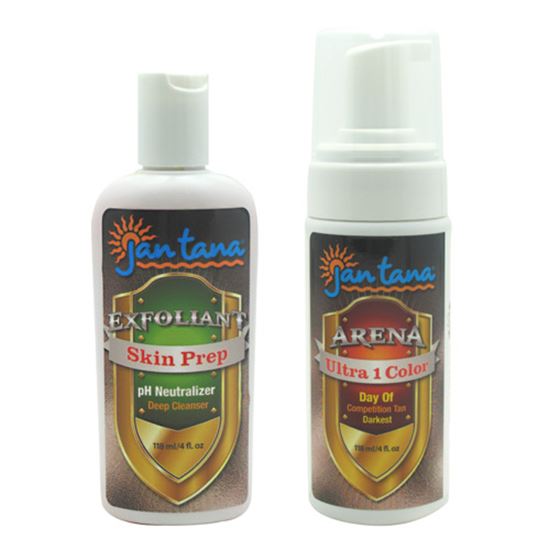 jan tana
EXFOLIANT
Skin Prep
pH Neutralizer
Deep Cleanser
118 ml/4 fl. oz
jan tana
ARENA
Ultra 1 Color
Day Of
Competition Tan
Darkest
118 ml/4 fl. oz